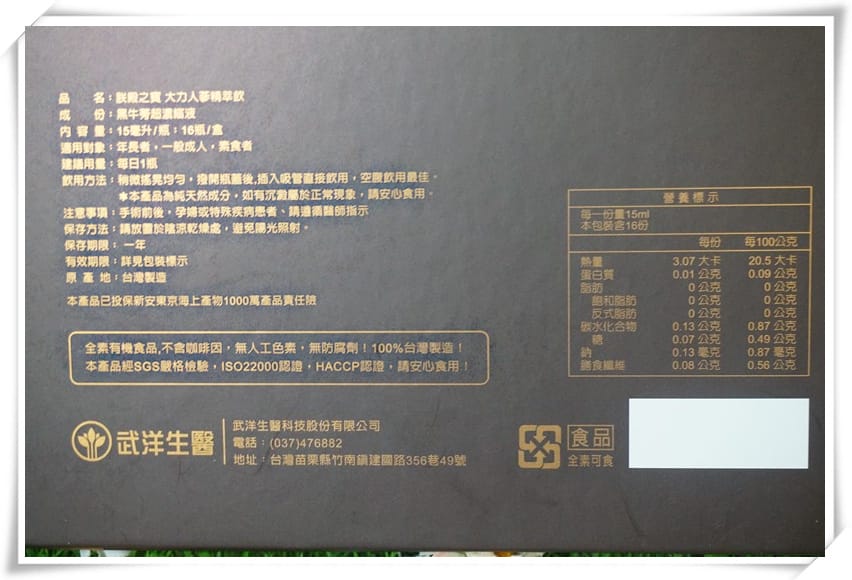 品　　名：朕殿之寶 大力人蔘精萃飲
成　　份：黑牛蒡超濃縮液
內 容 量：15毫升/瓶；16瓶/盒
適用對象：年長者，一般成人，素食者
建議用量：每日1瓶
飲用方法：稍微搖晃均勻，撥開瓶蓋後,插入吸管直接飲用，空腹飲用最佳。
＊本產品為純天然成分，如有沉澱屬於正常現象，請安心食用。
注意事項：手術前後，孕婦或特殊疾病患者、請遵循醫師指示
保存方法：請放置於陰涼乾燥處，避免陽光照射。
保存期限：一年
有效期限：詳見包裝標示
原 產 地：台灣製造
本產品已投保新安東京海上產物1000萬產品責任險
全素有機食品,不含咖啡因，無人工色素，無防腐劑！100%台灣製造！
本產品經SGS嚴格檢驗，ISO22000認證，HACCP認證，請安心食用！
武洋生醫
武洋生醫科技股份有限公司
電話：(037)476882
地址：台灣苗栗縣竹南鎮建國路356巷49號
營養標示
每一份量15ml
本包裝含16份
每份　每100公克
熱量　3.07 大卡　20.5 大卡
蛋白質　0.01 公克　0.09 公克
脂肪　0 公克　0 公克
飽和脂肪　0 公克　0 公克
反式脂肪　0 公克　0 公克
碳水化合物　0.13 公克　0.87 公克
糖　0.07 公克　0.49 公克
鈉　0.13 毫克　0.87 毫克
膳食纖維　0.08 公克　0.56 公克
食品
全素可食